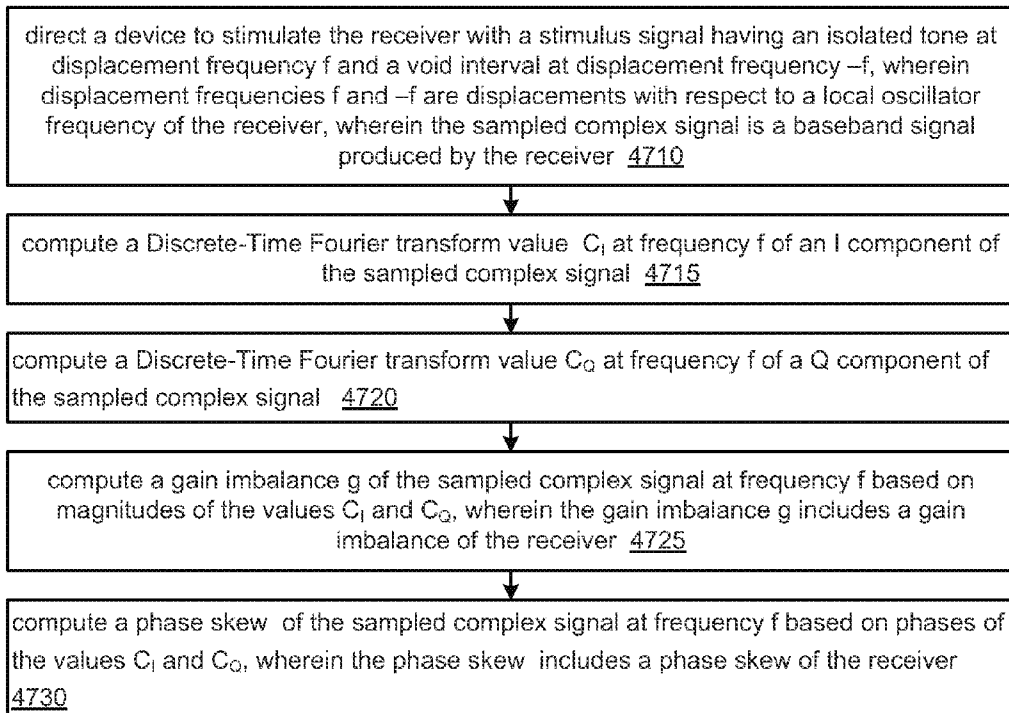 direct a device to stimulate the receiver with a stimulus signal having an isolated tone at
displacement frequency f and a void interval at displacement frequency –f, wherein
displacement frequencies f and –f are displacements with respect to a local oscillator
frequency of the receiver, wherein the sampled complex signal is a baseband signal
produced by the receiver 4710
compute a Discrete-Time Fourier transform value C_I at frequency f of an I component of
the sampled complex signal 4715
compute a Discrete-Time Fourier transform value C_Q at frequency f of a Q component of
the sampled complex signal 4720
compute a gain imbalance g of the sampled complex signal at frequency f based on
magnitudes of the values C_I and C_Q, wherein the gain imbalance g includes a gain
imbalance of the receiver 4725
compute a phase skew of the sampled complex signal at frequency f based on phases of
the values C_I and C_Q, wherein the phase skew includes a phase skew of the receiver
4730